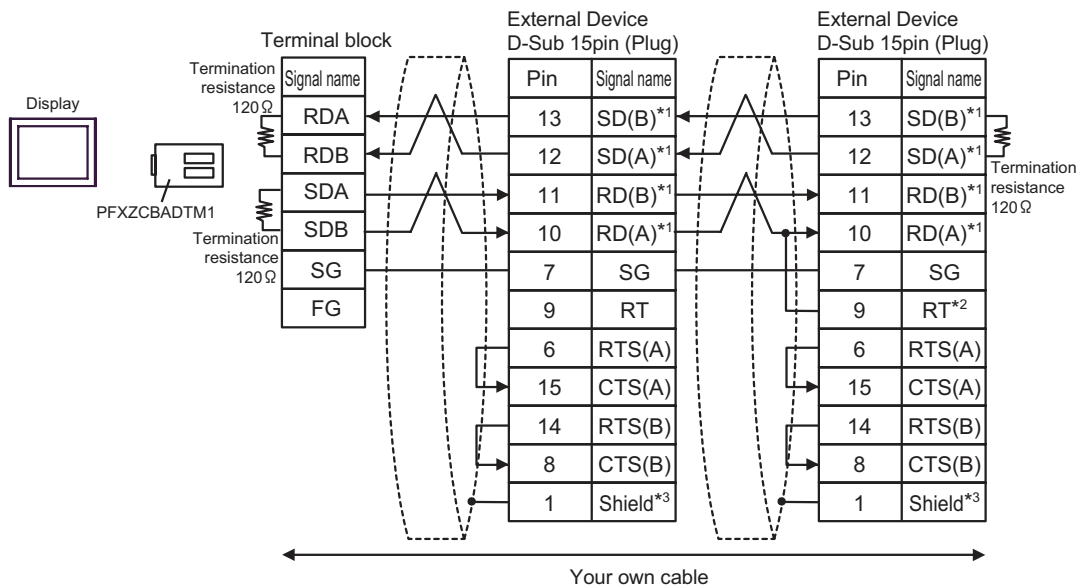 Display
PFXZCBADTM1
Terminal block
Termination
resistance
120Ω
Termination
resistance
120Ω
Signal name
RDA
RDB
SDA
SDB
SG
FG
External Device
D-Sub 15pin (Plug)
Pin Signal name
13 SD(B)*1
12 SD(A)*1
11 RD(B)*1
10 RD(A)*1
7 SG
9 RT
6 RTS(A)
15 CTS(A)
14 RTS(B)
8 CTS(B)
1 Shield*3
External Device
D-Sub 15pin (Plug)
Pin Signal name
13 SD(B)*1
12 SD(A)*1
11 RD(B)*1
10 RD(A)*1
7 SG
9 RT*2
6 RTS(A)
15 CTS(A)
14 RTS(B)
8 CTS(B)
1 Shield*3
Termination
resistance
120Ω
Your own cable